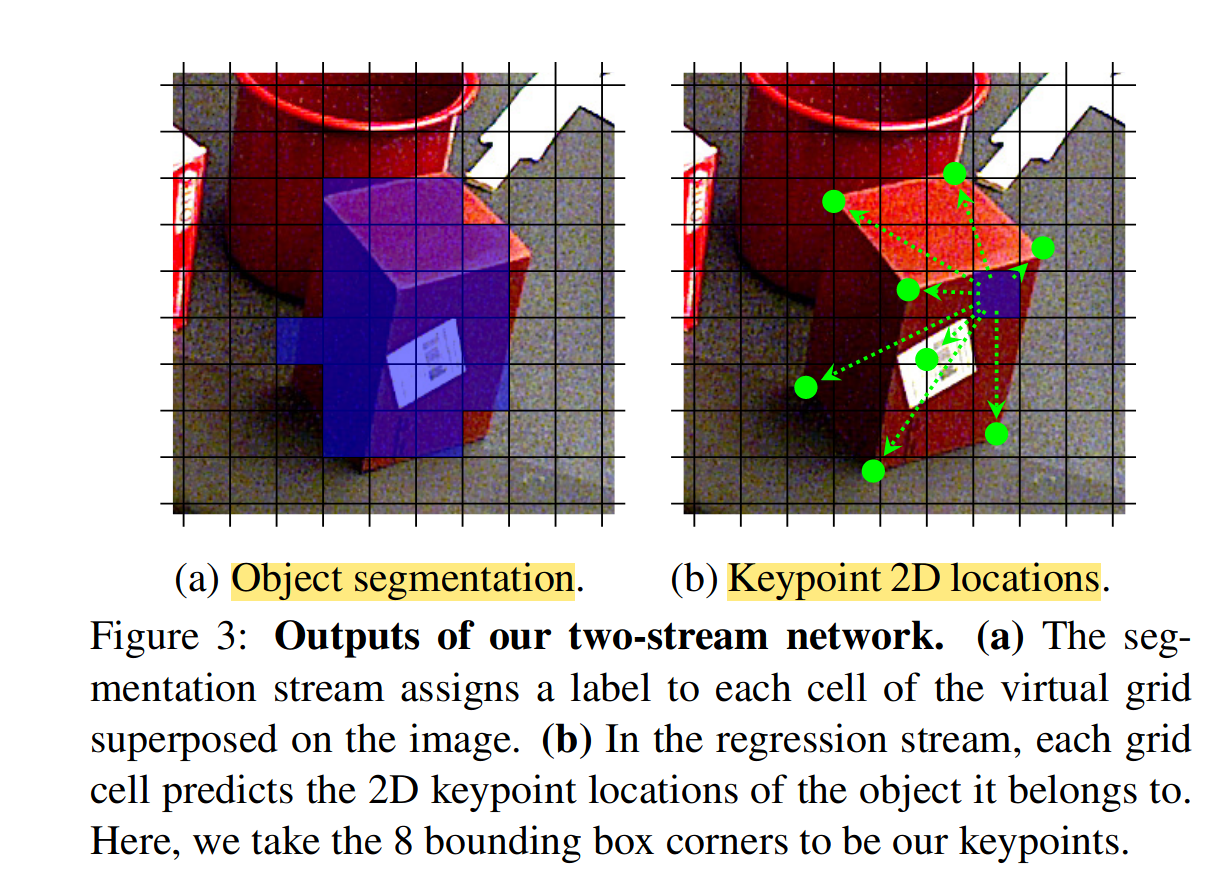 (a) Object segmentation.
(b) Keypoint 2D locations.
Figure 3: Outputs of our two-stream network. (a) The seg-
mentation stream assigns a label to each cell of the virtual grid
superposed on the image. (b) In the regression stream, each grid
cell predicts the 2D keypoint locations of the object it belongs to.
Here, we take the 8 bounding box corners to be our keypoints.